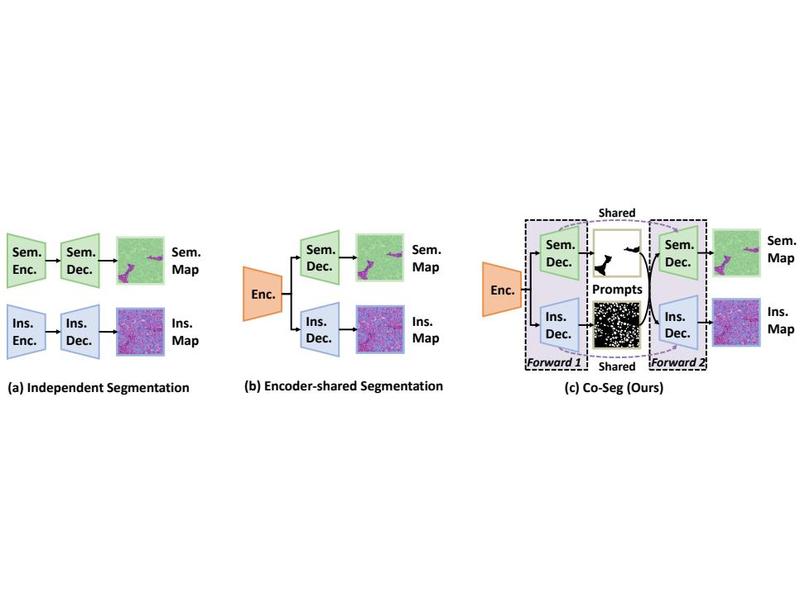 Sem.
Enc.
Sem.
Dec.
Sem.
Map
Ins.
Enc.
Ins.
Dec.
Ins.
Map
(a) Independent Segmentation
Enc.
Sem.
Dec.
Sem.
Map
Ins.
Dec.
Ins.
Map
(b) Encoder-shared Segmentation
Shared
Enc.
Sem.
Dec.
Prompts
Sem.
Dec.
Sem.
Map
Ins.
Dec.
Ins.
Dec.
Ins.
Map
Forward 1
Shared
Forward 2
(c) Co-Seg (Ours)